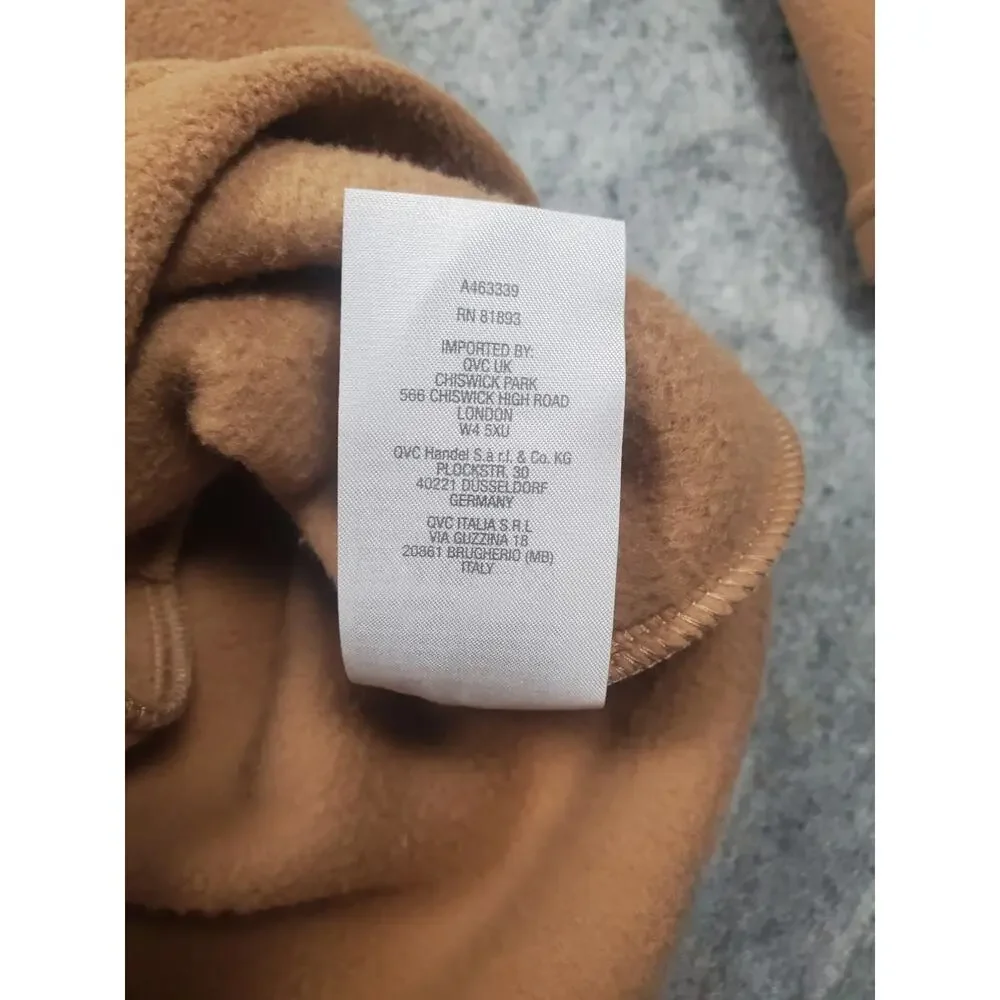 A463339
RN 81893
IMPORTED BY:
QVC UK
CHISWICK PARK
566 CHISWICK HIGH ROAD
LONDON
W4 5XU
QVC Handel S.à r.l. & Co. KG
PLOCKSTR. 30
40221 DÜSSELDORF
GERMANY
QVC ITALIA S R L
VIA GUZZINA 18
20861 BRUGHERIO (MB)
ITALY